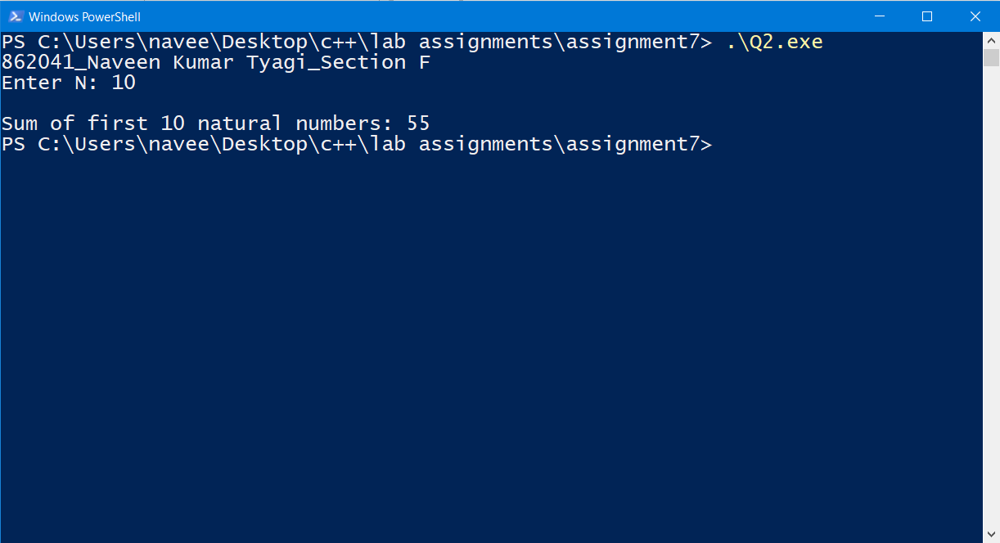 Windows PowerShell
PS C:\Users\navee\Desktop\c++\lab assignments\assignment7> .\Q2.exe
862041_Naveen Kumar Tyagi_Section F
Enter N: 10
Sum of first 10 natural numbers: 55
PS C:\Users\navee\Desktop\c++\lab assignments\assignment7>